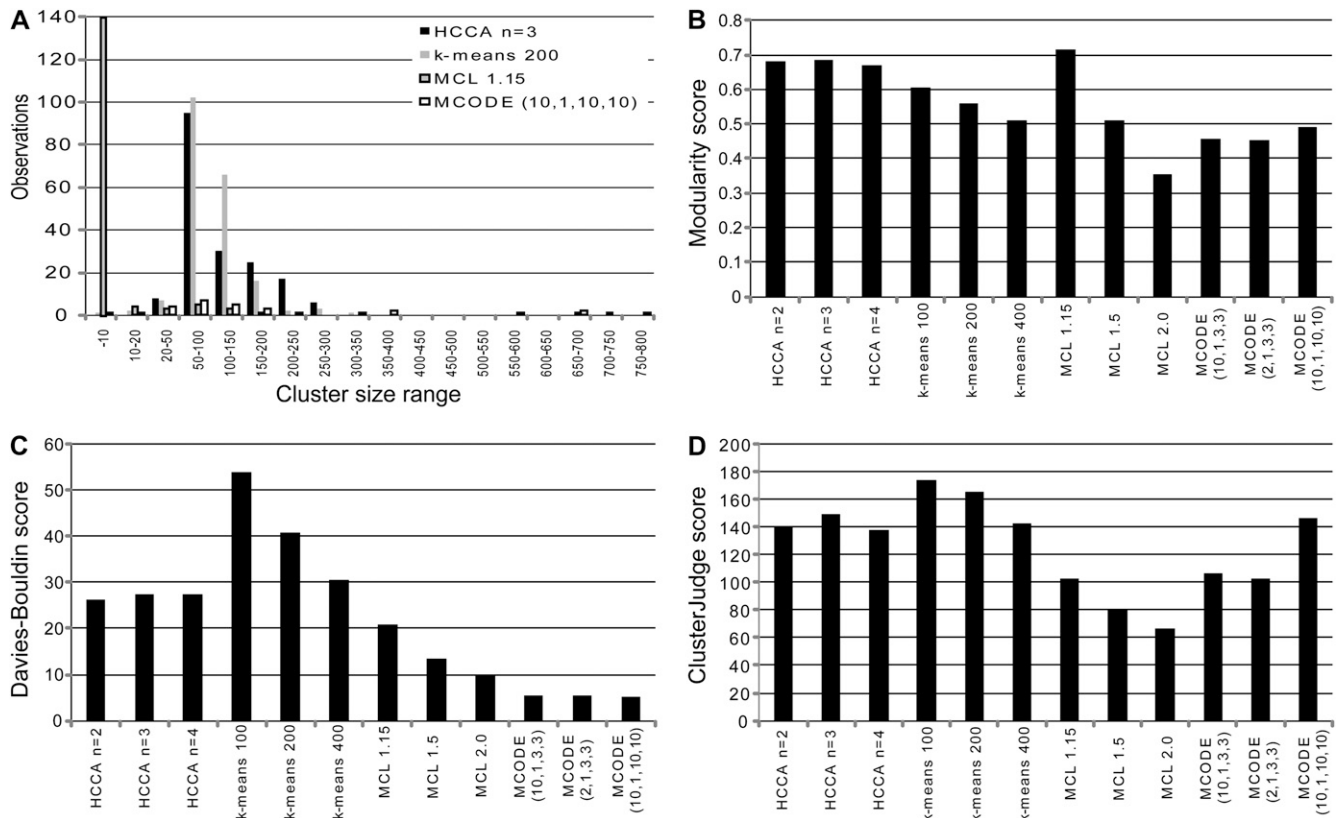 A
140
120
100
80
60
40
20
0
Observations
HCCA n=3
k-means 200
MCL 1.15
MCODE (10,1,10,10)
-10
10-20
20-50
50-100
100-150
150-200
200-250
250-300
300-350
350-400
400-450
450-500
500-550
550-600
600-650
650-700
700-750
750-800
Cluster size range
B
0.8
0.7
0.6
0.5
0.4
0.3
0.2
0.1
0
Modularity score
HCCA n=2
HCCA n=3
HCCA n=4
k-means 100
k-means 200
k-means 400
MCL 1.15
MCL 1.5
MCL 2.0
MCODE
(10,1,3,3)
MCODE
(2,1,3,3)
MCODE
(10,1,10,10)
C
60
50
40
30
20
10
0
Davies-Bouldin score
HCCA n=2
HCCA n=3
HCCA n=4
k-means 100
k-means 200
k-means 400
MCL 1.15
MCL 1.5
MCL 2.0
MCODE
(10,1,3,3)
MCODE
(2,1,3,3)
MCODE
(10,1,10,10)
D
200
180
160
140
120
100
80
60
40
20
0
ClusterJudge score
HCCA n=2
HCCA n=3
HCCA n=4
k-means 100
k-means 200
k-means 400
MCL 1.15
MCL 1.5
MCL 2.0
MCODE
(10,1,3,3)
MCODE
(2,1,3,3)
MCODE
(10,1,10,10)